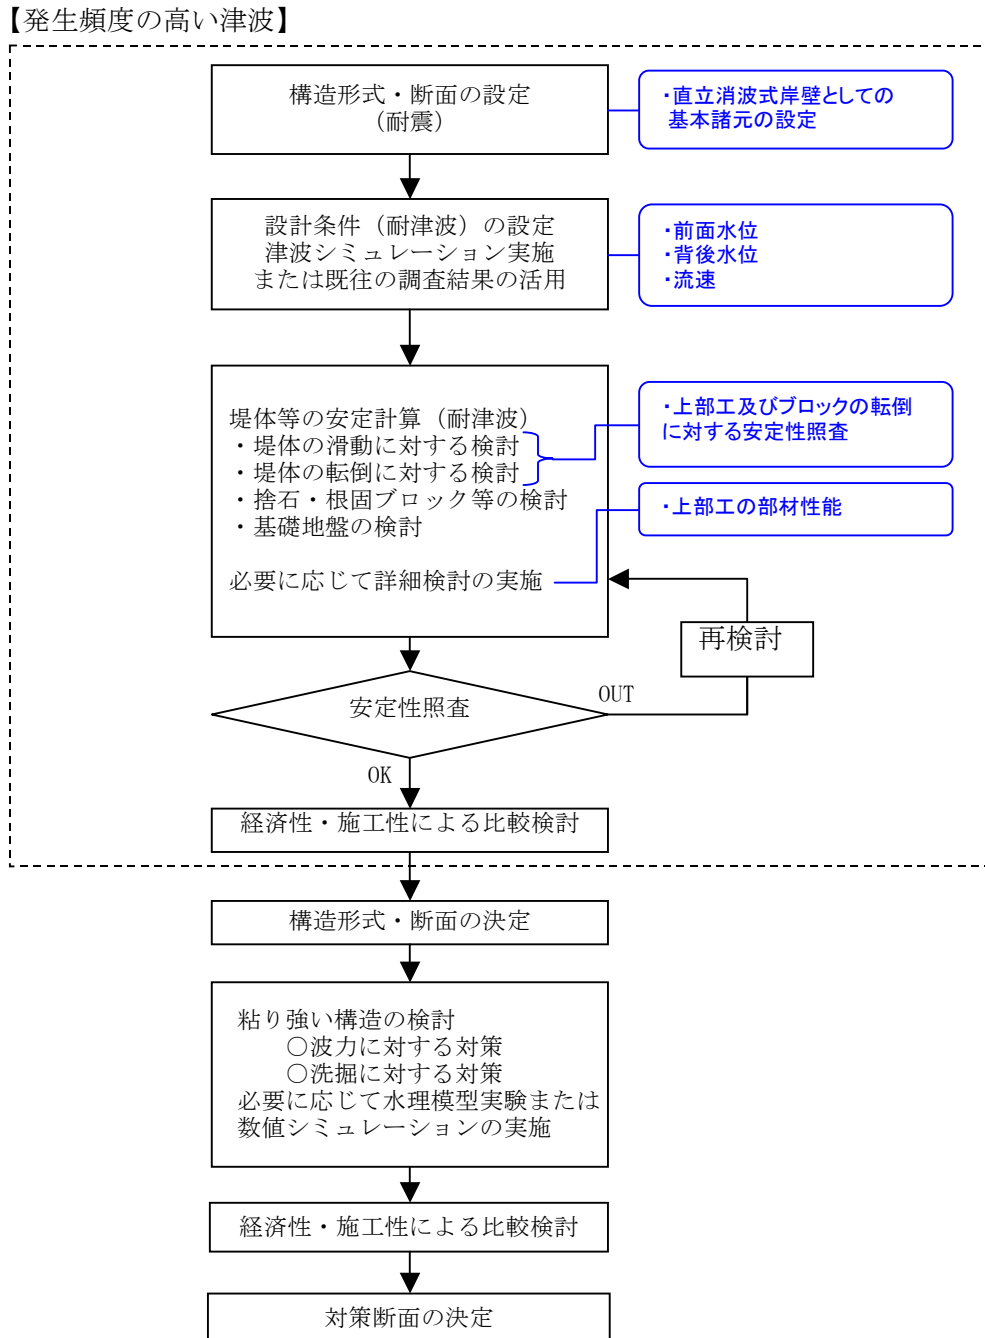 【発生頻度の高い津波】
構造形式・断面の設定
（耐震）
・直立消波式岸壁としての
基本諸元の設定
設計条件（耐津波）の設定
津波シミュレーション実施
または既往の調査結果の活用
・前面水位
・背後水位
・流速
堤体等の安定計算（耐津波）
・堤体の滑動に対する検討
・堤体の転倒に対する検討
・捨石・根固ブロック等の検討
・基礎地盤の検討
必要に応じて詳細検討の実施
・上部工及びブロックの転倒
に対する安定性照査
・上部工の部材性能
再検討
安定性照査
OUT
OK
経済性・施工性による比較検討
構造形式・断面の決定
粘り強い構造の検討
○波力に対する対策
○洗掘に対する対策
必要に応じて水理模型実験または
数値シミュレーションの実施
経済性・施工性による比較検討
対策断面の決定